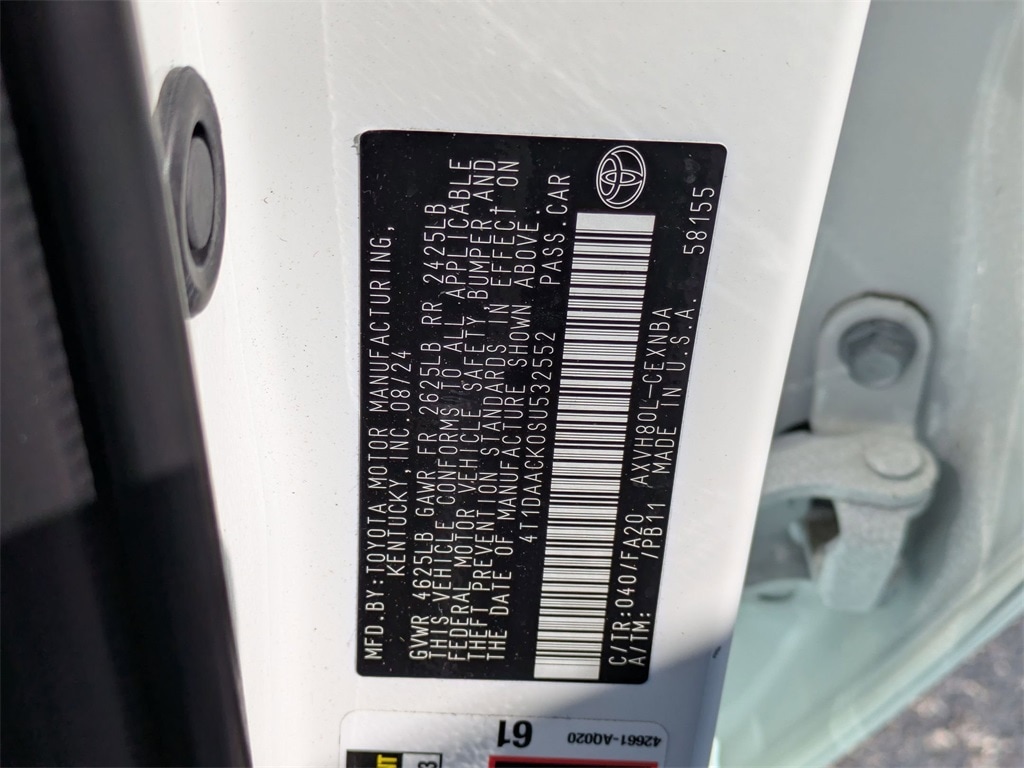 MFD.BY:TOYOTA MOTOR MANUFACTURING,
KENTUCKY, INC 08/24
GVWR 4625LB GAWR FR 2625LB RR 2425LB
THIS VEHICLE CONFORMS TO ALL APPLICABLE
FEDERAL MOTOR VEHICLE SAFETY, BUMPER, AND
THEFT PREVENTION STANDARDS IN EFFECT ON
THE DATE OF MANUFACTURE SHOWN ABOVE.
4T1DAACK0SU532552 PASS.CAR
C/TR:040/FA20 AXVH80L-CEXNBA
A/TM: /PB11 MADE IN U.S.A. 58155
61
42661-AQ020